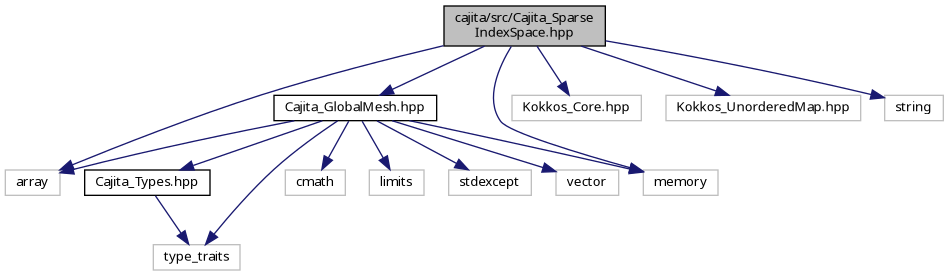 cajita/src/Cajita_Sparse
IndexSpace.hpp
Cajita_GlobalMesh.hpp
Kokkos_Core.hpp
Kokkos_UnorderedMap.hpp
string
array
Cajita_Types.hpp
cmath
limits
stdexcept
vector
memory
type_traits